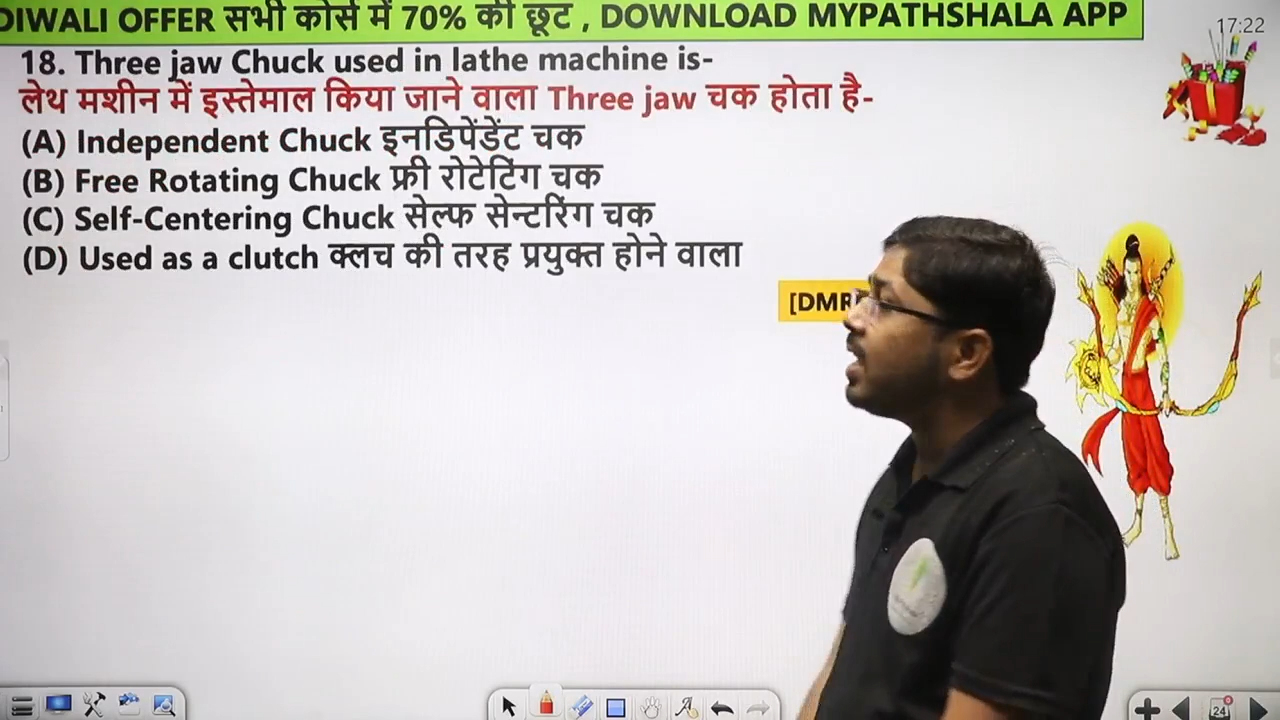 DIWALI OFFER सभी कोर्स में 70% की छूट , DOWNLOAD MYPATHSHALA APP
17:22
18. Three jaw Chuck used in lathe machine is-
लेथ मशीन में इस्तेमाल किया जाने वाला Three jaw चक होता है-
(A) Independent Chuck इनडिपेंडेंट चक
(B) Free Rotating Chuck फ्री रोटेटिंग चक
(C) Self-Centering Chuck सेल्फ सेन्टरिंग चक
(D) Used as a clutch क्लच की तरह प्रयुक्त होने वाला
24